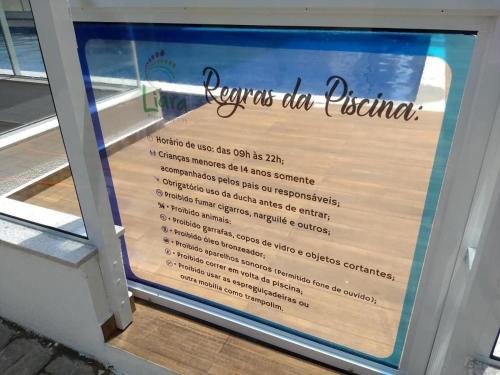 Liara
Regras da Piscina:
Horário de uso: das 09h às 22h;
Crianças menores de 14 anos somente
acompanhados pelos pais ou responsáveis;
Obrigatório uso da ducha antes de entrar;
• Proibido fumar cigarros, narguilé e outros;
• Proibido animais;
• Proibido garrafas, copos de vidro e objetos cortantes;
• Proibido óleo bronzeador;
• Proibido aparelhos sonoros (Permitido fone de ouvido);
• Proibido correr em volta da piscina;
• Proibido usar as espreguiçadeiras ou
outra mobília como trampolim.